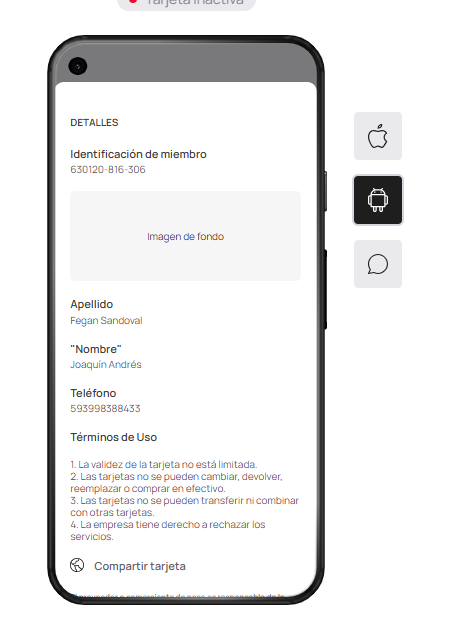 Tarjeta inactiva
DETALLES
Identificación de miembro
630120-816-306
Imagen de fondo
Apellido
Fegan Sandoval
"Nombre"
Joaquín Andrés
Teléfono
593998388433
Términos de Uso
1. La validez de la tarjeta no está limitada.
2. Las tarjetas no se pueden cambiar, devolver,
reemplazar o comprar en efectivo.
3. Las tarjetas no se pueden transferir ni combinar
con otras tarjetas.
4. La empresa tiene derecho a rechazar los
servicios.
Compartir tarjeta